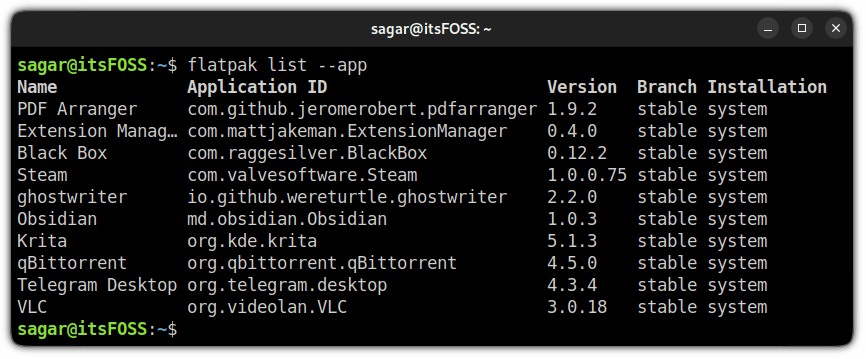 sagar@itsFOSS: ~
sagar@itsFOSS:~$ flatpak list --app
Name Application ID Version Branch Installation
PDF Arranger com.github.jeromerobert.pdfarranger 1.9.2 stable system
Extension Manag… com.mattjakeman.ExtensionManager 0.4.0 stable system
Black Box com.raggesilver.BlackBox 0.12.2 stable system
Steam com.valvesoftware.Steam 1.0.0.75 stable system
ghostwriter io.github.wereturtle.ghostwriter 2.2.0 stable system
Obsidian md.obsidian.Obsidian 1.0.3 stable system
Krita org.kde.krita 5.1.3 stable system
qBittorrent org.qbittorrent.qBittorrent 4.5.0 stable system
Telegram Desktop org.telegram.desktop 4.3.4 stable system
VLC org.videolan.VLC 3.0.18 stable system
sagar@itsFOSS:~$